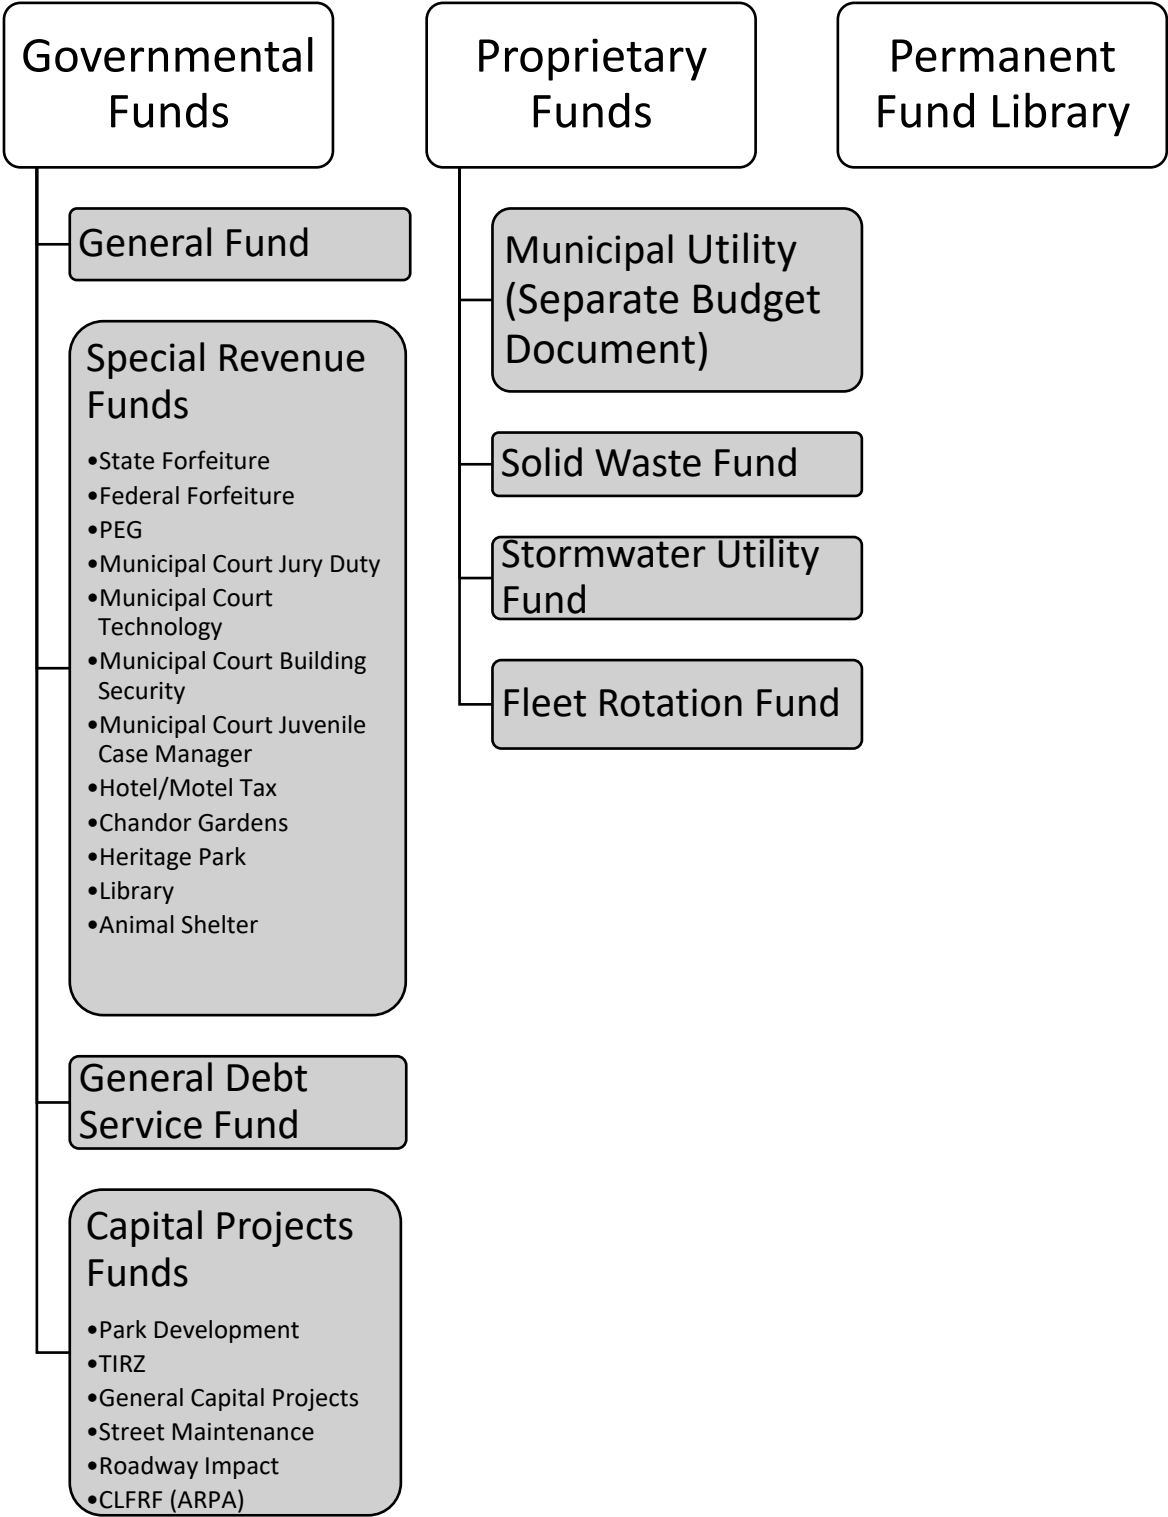 Governmental
Funds
General Fund
Special Revenue
Funds
•State Forfeiture
•Federal Forfeiture
•PEG
•Municipal Court Jury Duty
•Municipal Court
Technology
•Municipal Court Building
Security
•Municipal Court Juvenile
Case Manager
•Hotel/Motel Tax
•Chandor Gardens
•Heritage Park
•Library
•Animal Shelter
General Debt
Service Fund
Capital Projects
Funds
•Park Development
•TIRZ
•General Capital Projects
•Street Maintenance
•Roadway Impact
•CLFRF (ARPA)
Proprietary
Funds
Municipal Utility
(Separate Budget
Document)
Solid Waste Fund
Stormwater Utility
Fund
Fleet Rotation Fund
Permanent
Fund Library